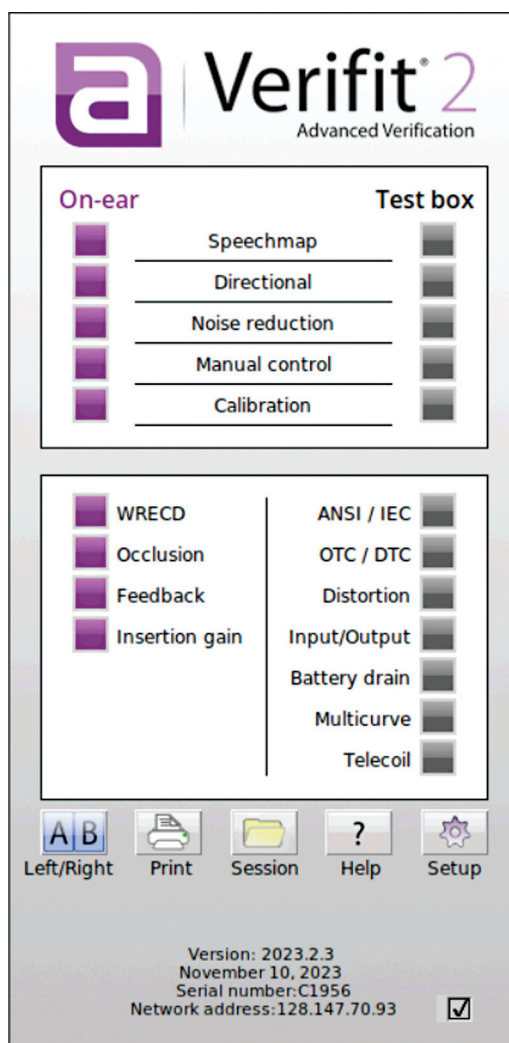 a Verifit® 2
Advanced Verification
On-ear Test box
Speechmap
Directional
Noise reduction
Manual control
Calibration
WRECD ANSI / IEC
Occlusion OTC / DTC
Feedback Distortion
Insertion gain Input/Output
Battery drain
Multicurve
Telecoil
A B ?
Left/Right Print Session Help Setup
Version: 2023.2.3
November 10, 2023
Serial number:C1956
Network address:128.147.70.93